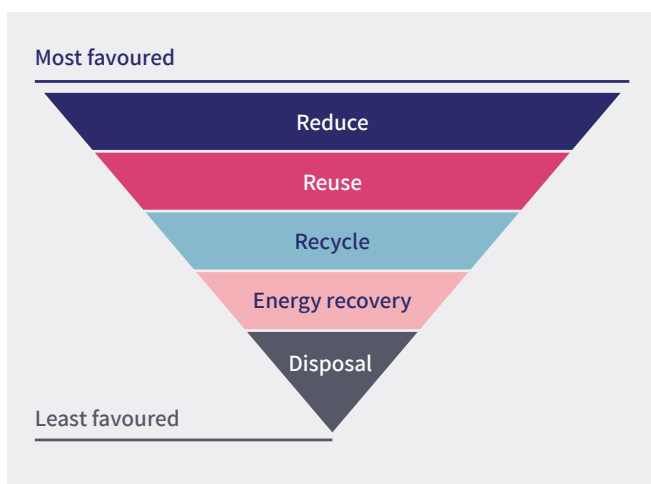 Most favoured
Reduce
Reuse
Recycle
Energy recovery
Disposal
Least favoured